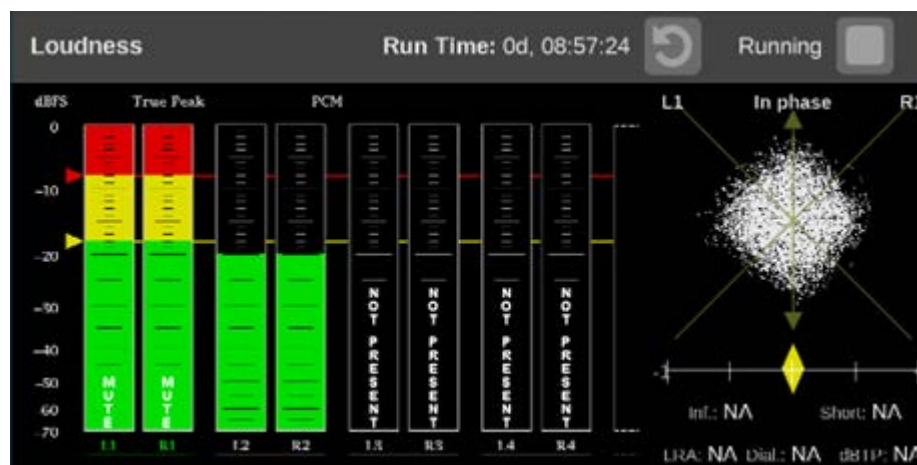 Loudness Run Time: 0d, 08:57:24 Running
dBFS True Peak PCM
L1 In phase R1
0
-10
-20
-30
-40
-50
60
-70
MUTE MUTE NOT PRESENT NOT PRESENT NOT PRESENT NOT PRESENT
L1 R1 L2 R2 L3 R3 L4 R4
-1
Inf.: NA Short: NA
LRA: NA Dial.: NA dBTP: NA